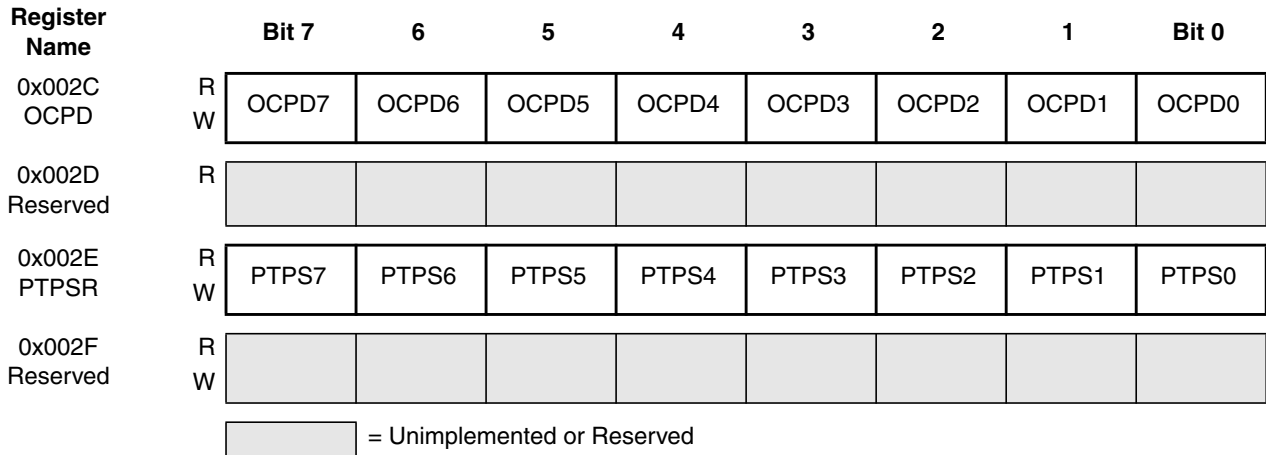 Register Name Bit 7 6 5 4 3 2 1 Bit 0
0x002C OCPD R W OCPD7 OCPD6 OCPD5 OCPD4 OCPD3 OCPD2 OCPD1 OCPD0
0x002D Reserved R
0x002E PTPSR R W PTPS7 PTPS6 PTPS5 PTPS4 PTPS3 PTPS2 PTPS1 PTPS0
0x002F Reserved R W
= Unimplemented or Reserved